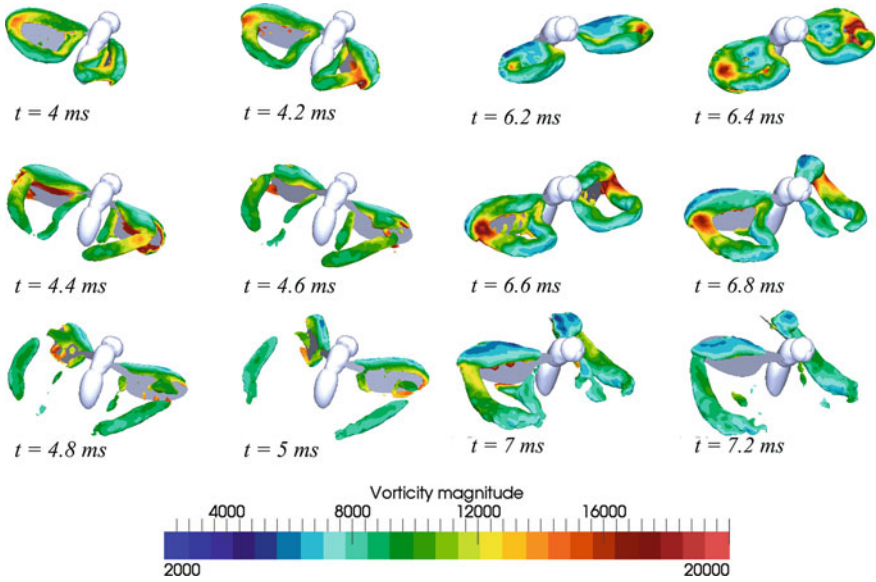 t = 4 ms
t = 4.2 ms
t = 6.2 ms
t = 6.4 ms
t = 4.4 ms
t = 4.6 ms
t = 6.6 ms
t = 6.8 ms
t = 4.8 ms
t = 5 ms
t = 7 ms
t = 7.2 ms
Vorticity magnitude
4000 8000 12000 16000
2000 20000